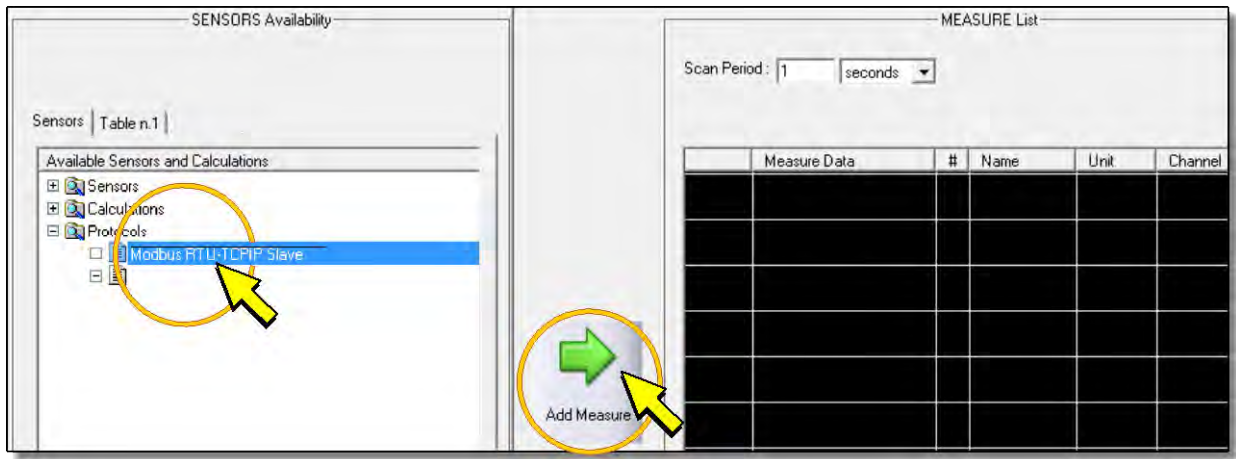 SENSORS Availability
Sensors Table n.1
Available Sensors and Calculations
Sensors
Calculations
Protocols
Modbus RTU-TCPIP Slave
Add Measure
MEASURE List
Scan Period : 1 seconds
Measure Data # Name Unit Channel